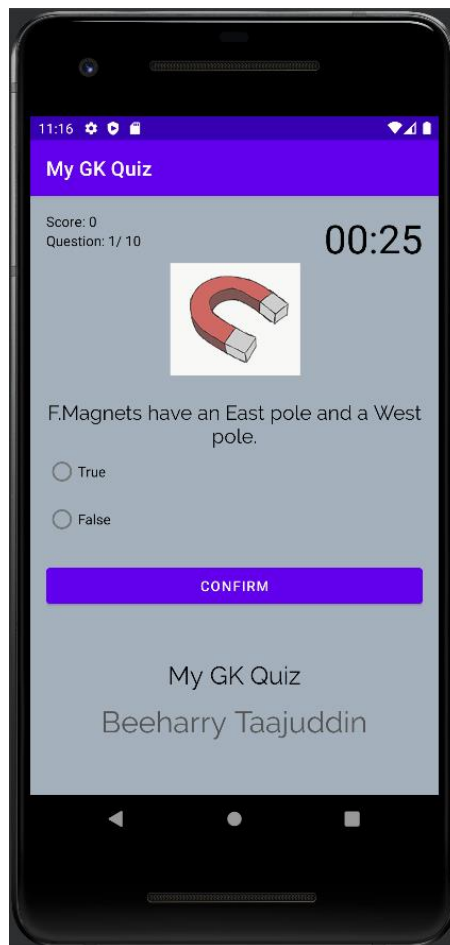 11:16
My GK Quiz
Score: 0
Question: 1/ 10
00:25
F.Magnets have an East pole and a West
pole.
True
False
CONFIRM
My GK Quiz
Beeharry Taajuddin